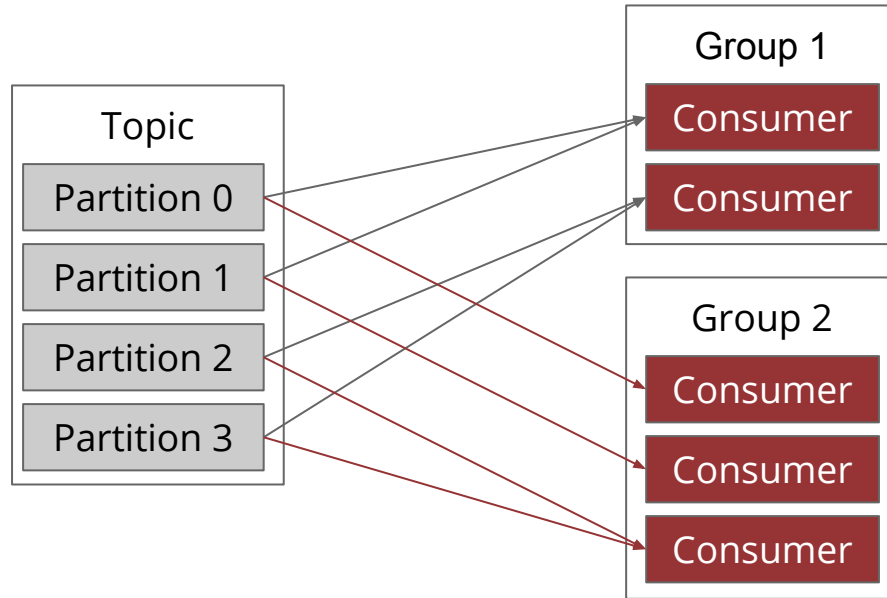 Topic
Partition 0
Partition 1
Partition 2
Partition 3
Group 1
Consumer
Consumer
Group 2
Consumer
Consumer
Consumer